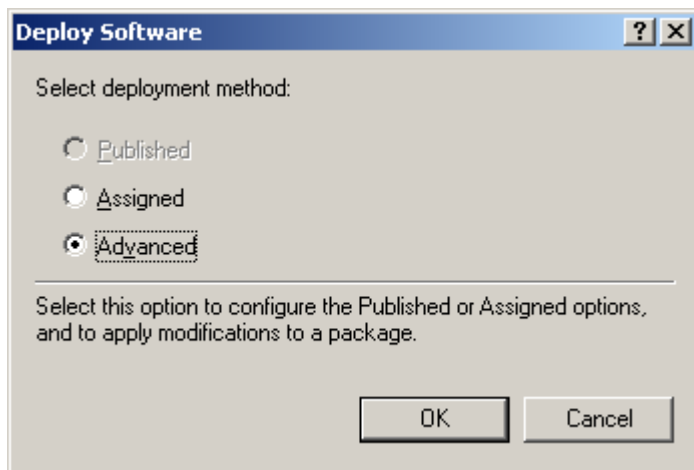 Deploy Software
Select deployment method:
Published
Assigned
Advanced
Select this option to configure the Published or Assigned options,
and to apply modifications to a package.
OK
Cancel